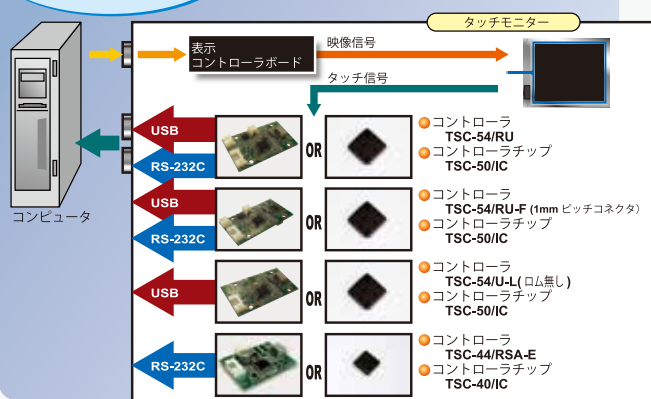 タッチモニター
表示
コントローラボード
映像信号
タッチ信号
コンピュータ
USB
RS-232C
OR
コントローラ
TSC-54/RU
コントローラチップ
TSC-50/IC
USB
RS-232C
OR
コントローラ
TSC-54/RU-F (1mm ピッチコネクタ)
コントローラチップ
TSC-50/IC
USB
OR
コントローラ
TSC-54/U-L(ロム無し)
コントローラチップ
TSC-50/IC
RS-232C
OR
コントローラ
TSC-44/RSA-E
コントローラチップ
TSC-40/IC